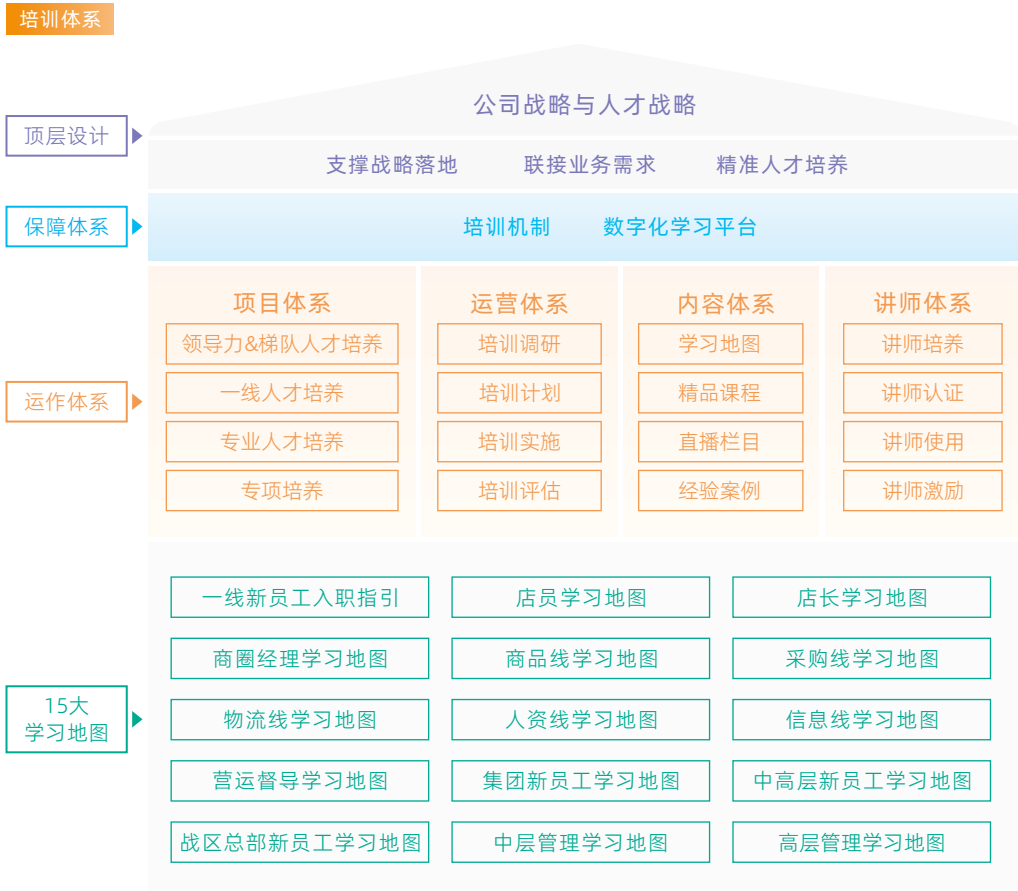 培训体系
公司战略与人才战略
顶层设计
支撑战略落地 联接业务需求 精准人才培养
保障体系
培训机制 数字化学习平台
项目体系 运营体系 内容体系 讲师体系
领导力&梯队人才培养 培训调研 学习地图 讲师培养
运作体系
一线人才培养 培训计划 精品课程 讲师认证
专业人才培养 培训实施 直播栏目 讲师使用
专项培养 培训评估 经验案例 讲师激励
一线新员工入职指引 店员学习地图 店长学习地图
商圈经理学习地图 商品线学习地图 采购线学习地图
15大
学习地图
物流线学习地图 人资线学习地图 信息线学习地图
营运督导学习地图 集团新员工学习地图 中高层新员工学习地图
战区总部新员工学习地图 中层管理学习地图 高层管理学习地图